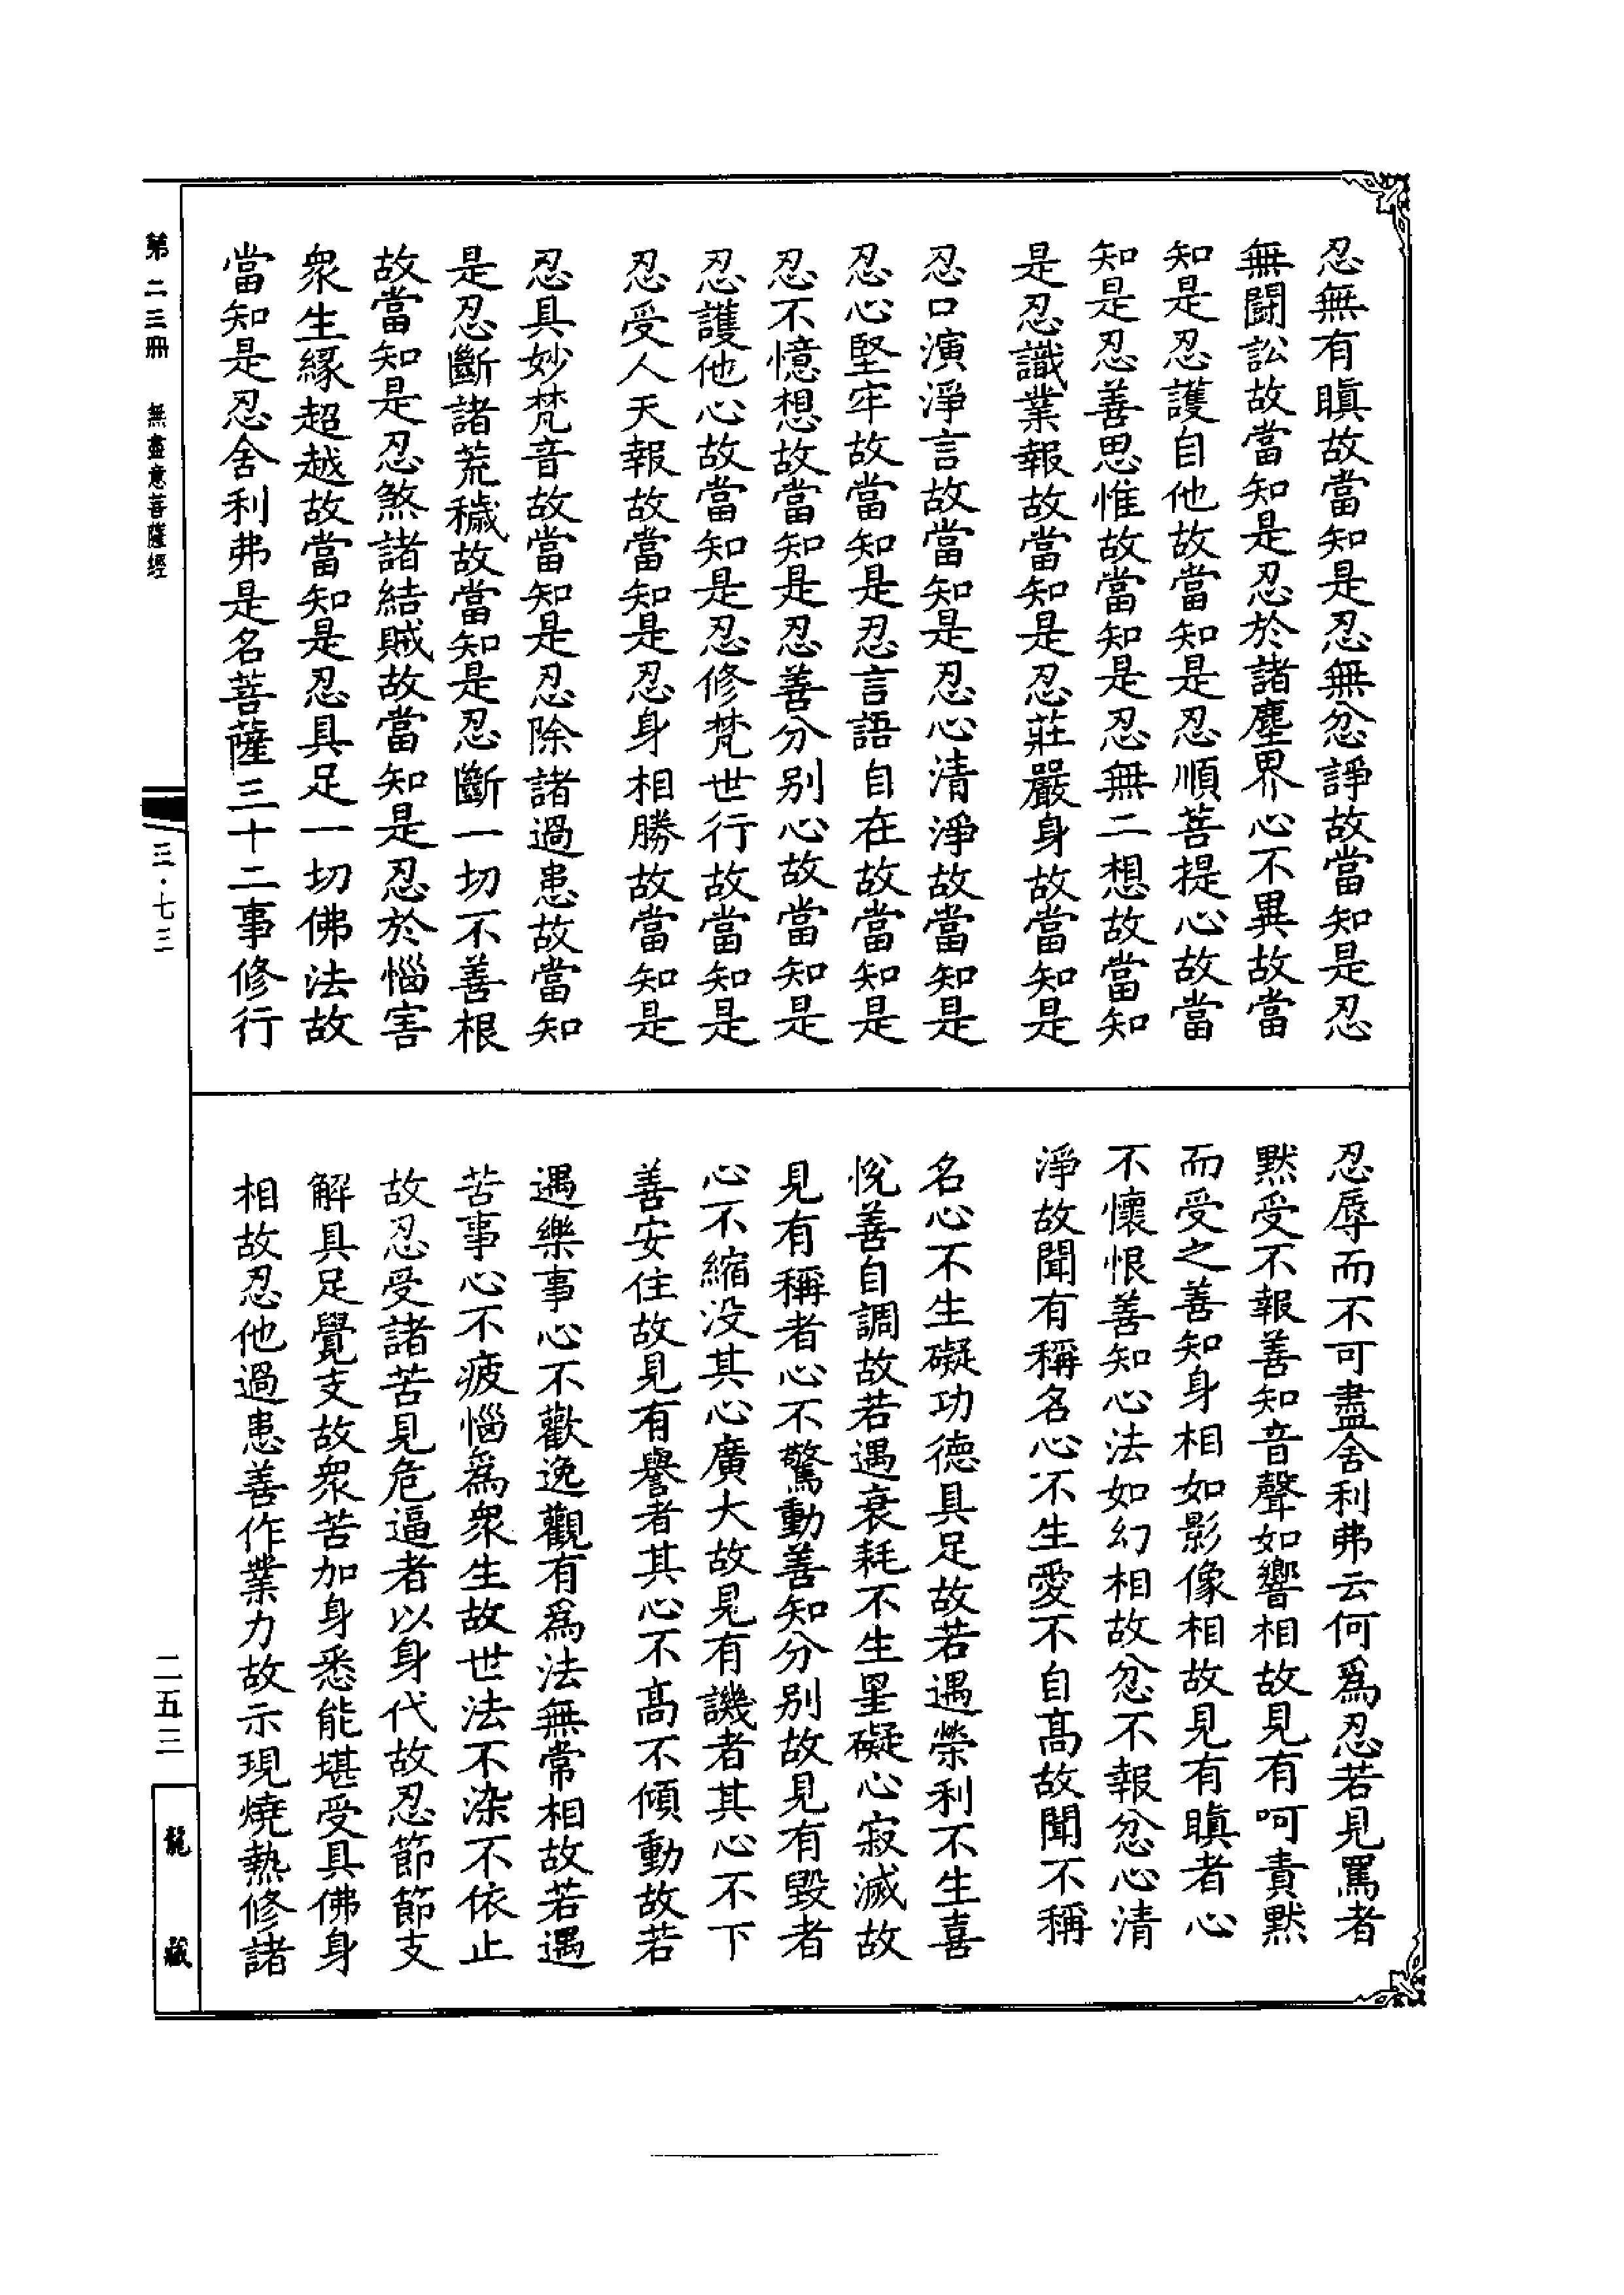 忍無有瞋故當知是忍無忿諍故當知是忍
無鬪訟故當知是忍於諸塵界心不異故當
知是忍護自他故當知是忍順菩提心故當
知是忍善思惟故當知是忍無二想故當知
是忍識業報故當知是忍莊嚴身故當知是
忍口演淨言故當知是忍心清淨故當知是
忍心堅牢故當知是忍言語自在故當知是
忍不憶想故當知是忍善分别心故當知是
忍護他心故當知是忍修梵世行故當知是
忍受人天報故當知是忍身相勝故當知是
忍具妙梵音故當知是忍除諸過患故當知
是忍斷諸荒穢故當知是忍斷一切不善根
故當知是忍煞諸結賊故當知是忍於惱害
衆生緣超越故當知是忍具足一切佛法故
當知是忍舍利弗是名菩薩三十二事修行
忍辱而不可盡舍利弗云何爲忍若見罵者
默受不報善知音聲如響相故見有呵責默
而受之善知身相如影像相故見有瞋者心
不懷恨善知心法如幻相故忿不報忿心清
淨故聞有稱名心不生愛不自高故聞不稱
名心不生礙功德具足故若遇榮利不生喜
悅善自調故若遇衰耗不生罣礙心寂滅故
見有稱者心不驚動善知分别故見有毀者
心不縮没其心廣大故見有譏者其心不下
善安住故見有譽者其心不高不傾動故若
遇樂事心不歡逸觀有爲法無常相故若遇
苦事心不疲惱爲衆生故世法不染不依止
故忍受諸苦見危逼者以身代故忍節節支
解具足覺支故衆苦加身悉能堪受具佛身
相故忍他過患善作業力故示現燒熱修諸
第二三册 無盡意菩薩經
三·七三
二五三
龍藏